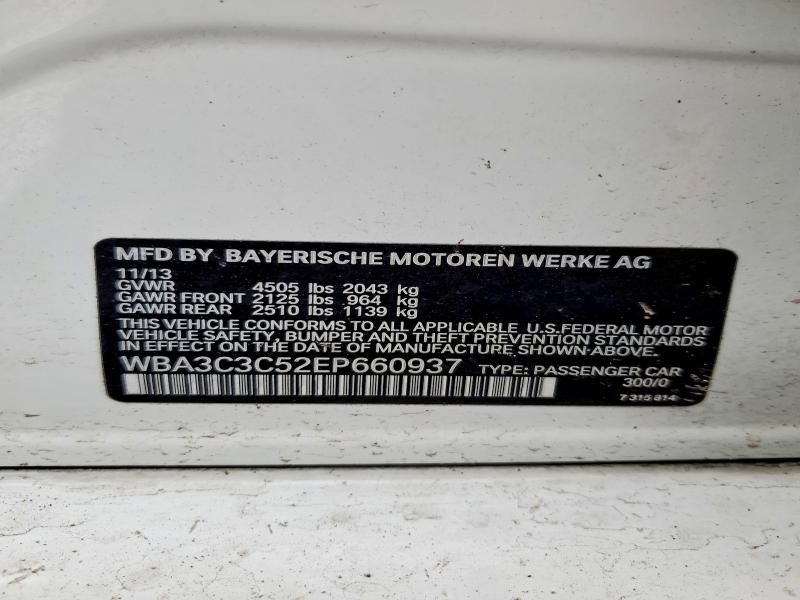 MFD BY BAYERISCHE MOTOREN WERKE AG
11/13
GVWR 4505 lbs 2043 kg
GAWR FRONT 2125 lbs 964 kg
GAWR REAR 2510 lbs 1139 kg
THIS VEHICLE CONFORMS TO ALL APPLICABLE U.S.FEDERAL MOTOR
VEHICLE SAFETY, BUMPER AND THEFT PREVENTION STANDARDS
IN EFFECT ON THE DATE OF MANUFACTURE SHOWN ABOVE.
WBA3C3C52EP660937 TYPE: PASSENGER CAR
300/0
7 315 814